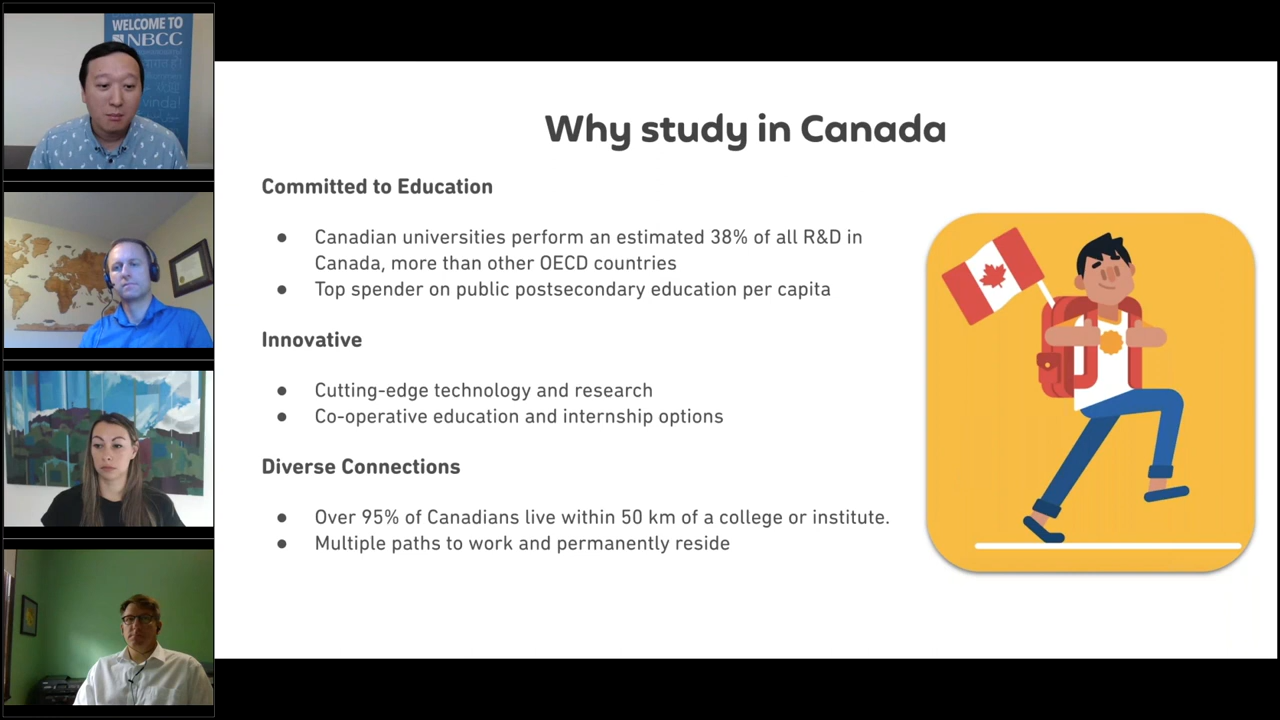 WELCOME TO
NBCC
Why study in Canada
Committed to Education
● Canadian universities perform an estimated 38% of all R&D in
Canada, more than other OECD countries
● Top spender on public postsecondary education per capita
Innovative
● Cutting-edge technology and research
● Co-operative education and internship options
Diverse Connections
● Over 95% of Canadians live within 50 km of a college or institute.
● Multiple paths to work and permanently reside